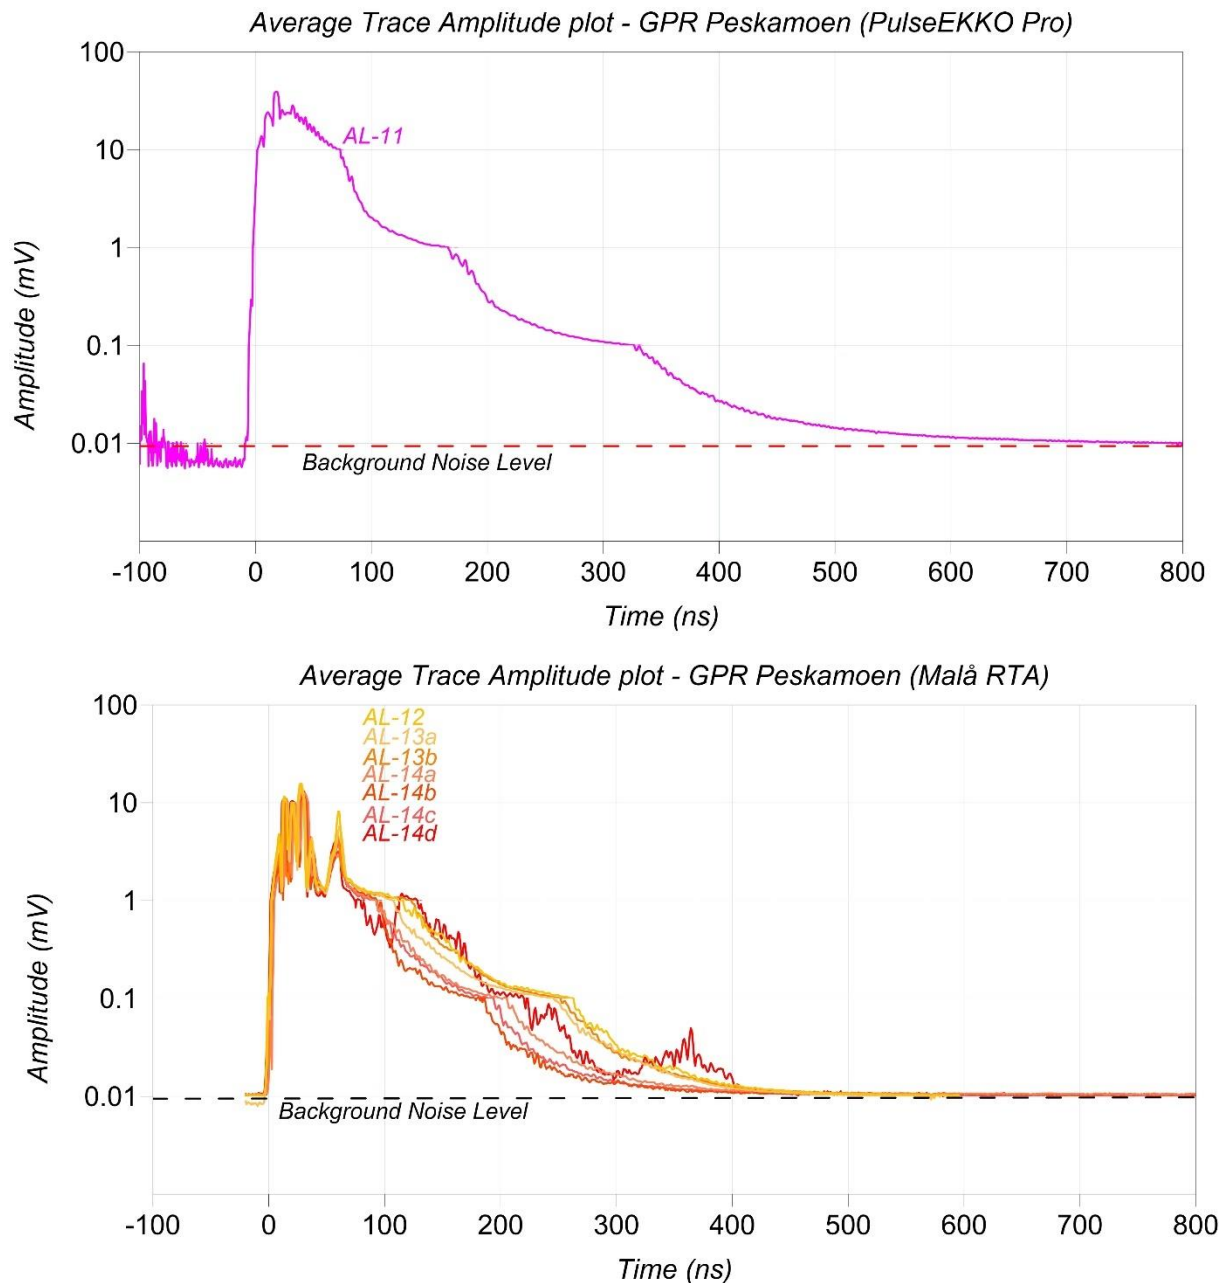 Average Trace Amplitude plot - GPR Peskamoen (PulseEKKO Pro)
100
10
1
0.1
0.01
Amplitude (mV)
AL-11
Background Noise Level
-100 0 100 200 300 400 500 600 700 800
Time (ns)
Average Trace Amplitude plot - GPR Peskamoen (Malå RTA)
100
10
1
0.1
0.01
Amplitude (mV)
AL-12
AL-13a
AL-13b
AL-14a
AL-14b
AL-14c
AL-14d
Background Noise Level
-100 0 100 200 300 400 500 600 700 800
Time (ns)